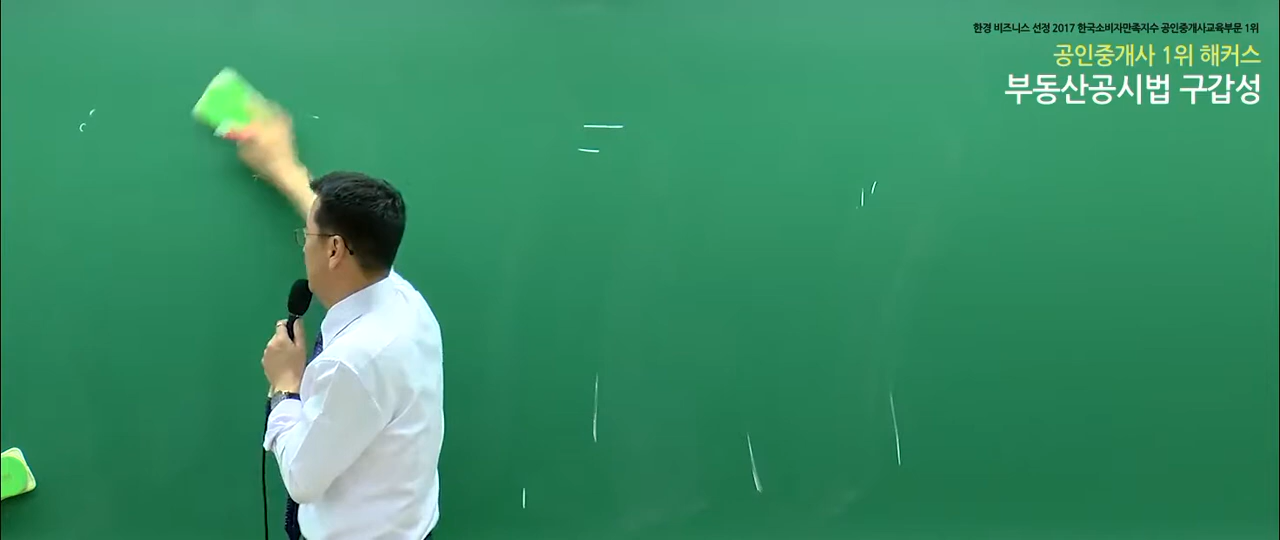 한경 비즈니스 선정 2017 한국소비자만족지수 공인중개사교육부문 1위
공인중개사 1위 해커스
부동산공시법 구갑성